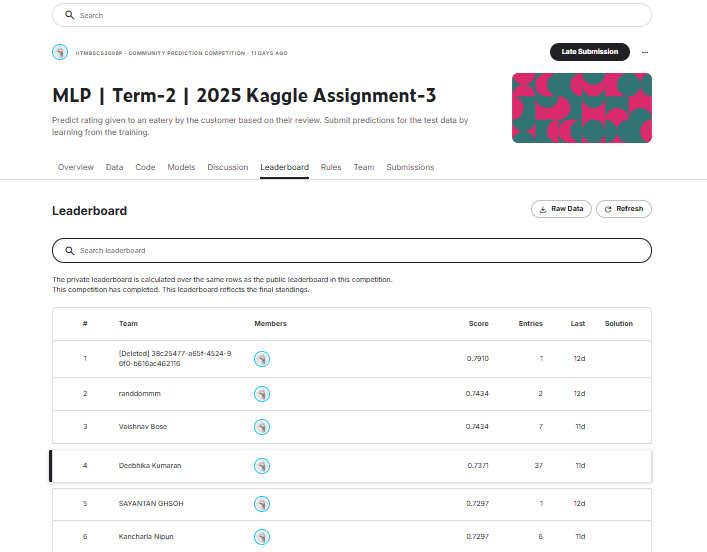 Search
IITMBSCS2008P · COMMUNITY PREDICTION COMPETITION · 11 DAYS AGO
Late Submission
...
MLP | Term-2 | 2025 Kaggle Assignment-3
Predict rating given to an eatery by the customer based on their review. Submit predictions for the test data by
learning from the training.
Overview Data Code Models Discussion Leaderboard Rules Team Submissions
Leaderboard
Raw Data Refresh
Search leaderboard
The private leaderboard is calculated over the same rows as the public leaderboard in this competition.
This competition has completed. This leaderboard reflects the final standings.
# Team Members Score Entries Last Solution
1 [Deleted] 38c25477-a65f-4524-9
6f0-b616ac462116 0.7910 1 12d
2 randdommm 0.7434 2 12d
3 Vaishnav Bose 0.7434 7 11d
4 Deebhika Kumaran 0.7371 37 11d
5 SAYANTAN GHSOH 0.7297 1 12d
6 Kancharla Nipun 0.7297 6 11d